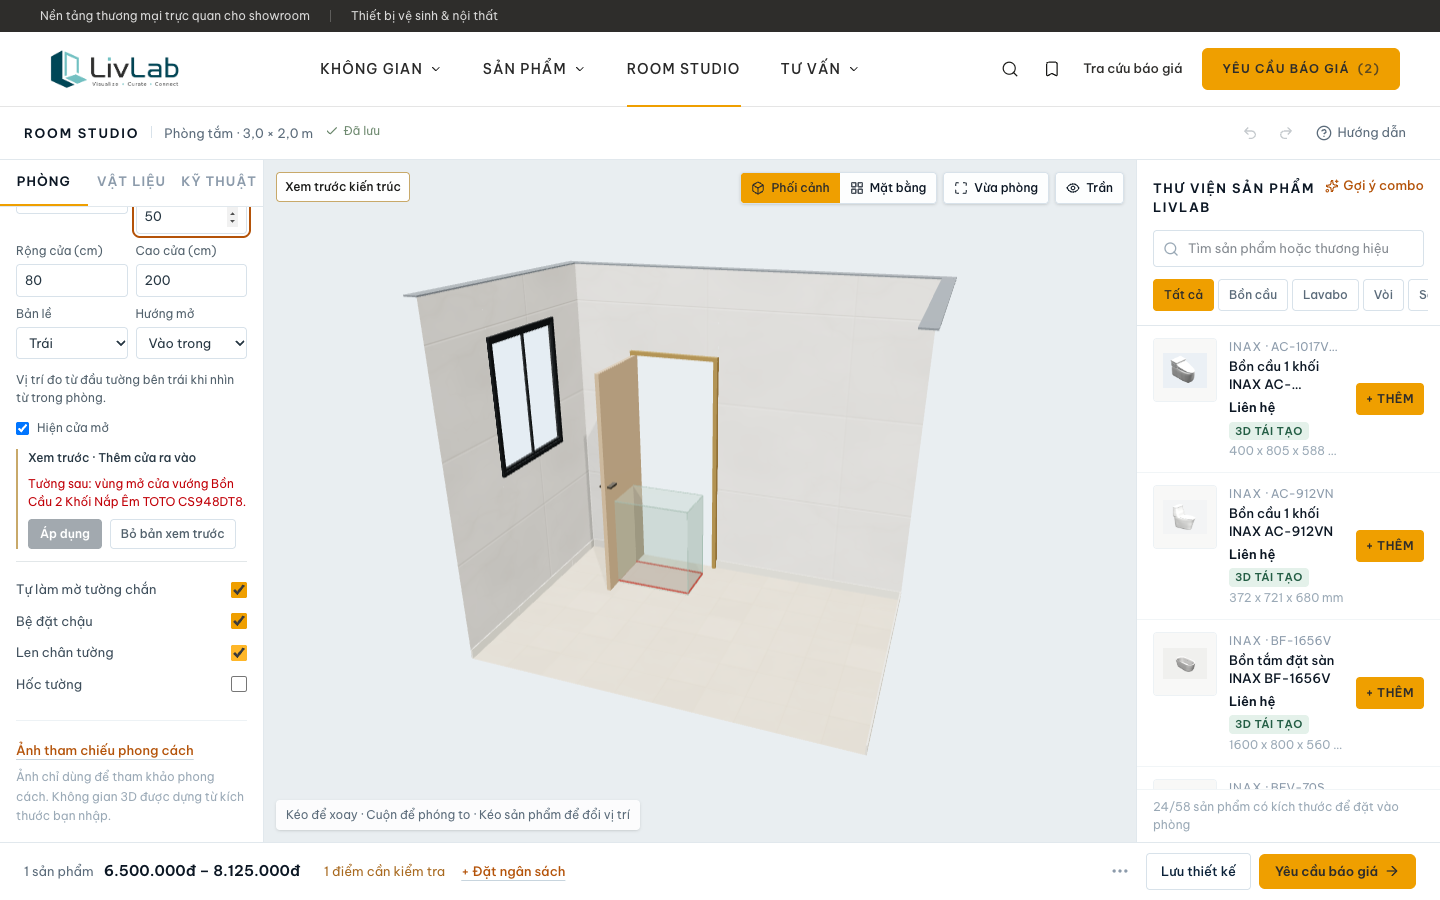 Nền tảng thương mại trực quan cho showroom
Thiết bị vệ sinh & nội thất
LivLab
Visualize • Curate • Connect
KHÔNG GIAN
SẢN PHẨM
ROOM STUDIO
TƯ VẤN
Tra cứu báo giá
YÊU CẦU BÁO GIÁ (2)
ROOM STUDIO
Phòng tắm · 3,0 × 2,0 m
Đã lưu
Hướng dẫn
PHÒNG
VẬT LIỆU
KỸ THUẬT
50
Rộng cửa (cm)
Cao cửa (cm)
80
200
Bản lề
Hướng mở
Trái
Vào trong
Vị trí đo từ đầu tường bên trái khi nhìn
từ trong phòng.
Hiện cửa mở
Xem trước · Thêm cửa ra vào
Tường sau: vùng mở cửa vướng Bồn
Cầu 2 Khối Nắp Êm TOTO CS948DT8.
Áp dụng
Bỏ bản xem trước
Tự làm mờ tường chắn
Bệ đặt chậu
Len chân tường
Hốc tường
Ảnh tham chiếu phong cách
Ảnh chỉ dùng để tham khảo phong
cách. Không gian 3D được dựng từ kích
thước bạn nhập.
Xem trước kiến trúc
Phối cảnh
Mặt bằng
Vừa phòng
Trần
Kéo để xoay · Cuộn để phóng to · Kéo sản phẩm để đổi vị trí
THƯ VIỆN SẢN PHẨM
LIVLAB
Gợi ý combo
Tìm sản phẩm hoặc thương hiệu
Tất cả
Bồn cầu
Lavabo
Vòi
INAX · AC-1017V...
Bồn cầu 1 khối
INAX AC-...
Liên hệ
3D TÁI TẠO
400 x 805 x 588 ...
+ THÊM
INAX · AC-912VN
Bồn cầu 1 khối
INAX AC-912VN
Liên hệ
3D TÁI TẠO
372 x 721 x 680 mm
+ THÊM
INAX · BF-1656V
Bồn tắm đặt sàn
INAX BF-1656V
Liên hệ
3D TÁI TẠO
1600 x 800 x 560 ...
+ THÊM
24/58 sản phẩm có kích thước để đặt vào
phòng
1 sản phẩm
6.500.000đ – 8.125.000đ
1 điểm cần kiểm tra
+ Đặt ngân sách
Lưu thiết kế
Yêu cầu báo giá